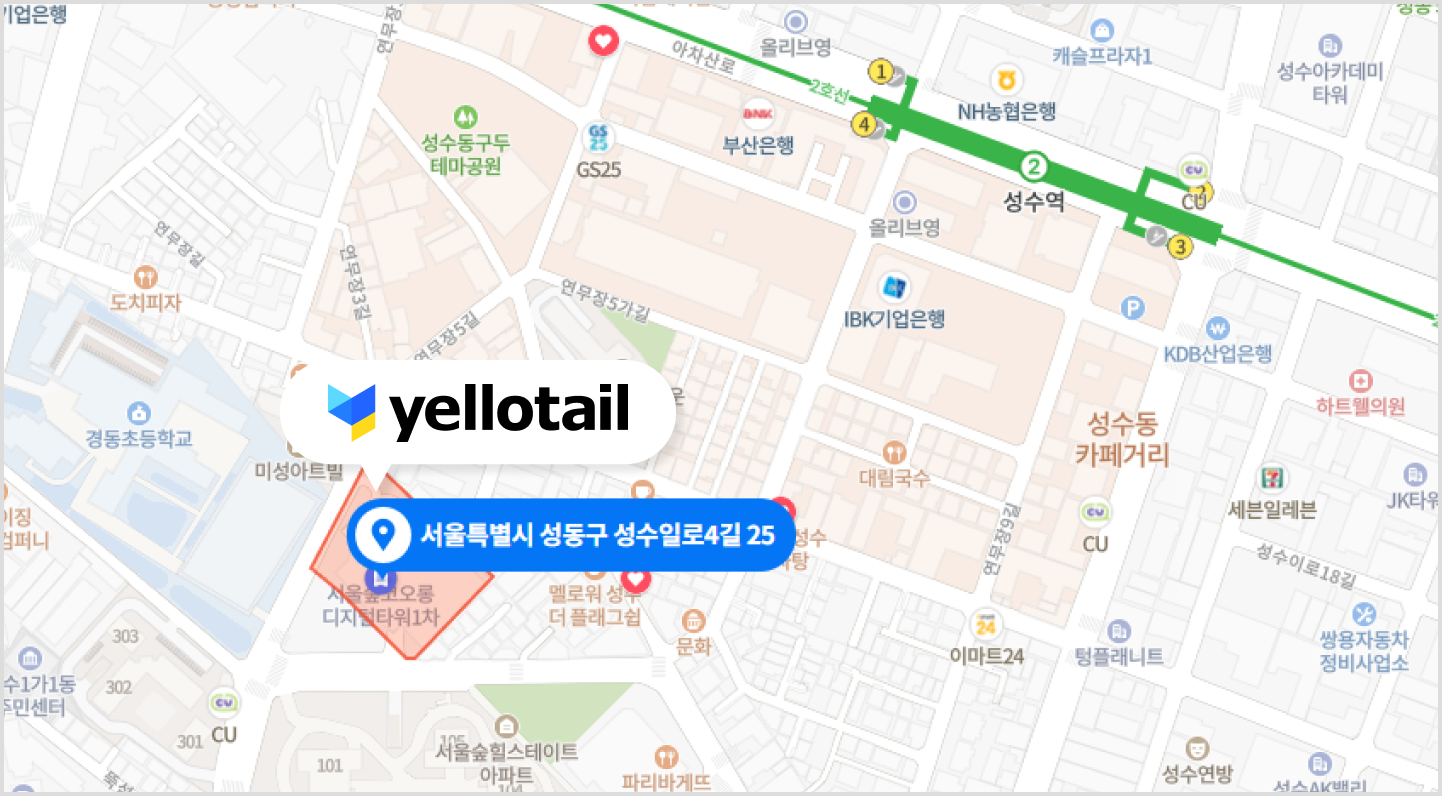 기업은행
연무장
올리브영
캐슬프라자1
성수아카데미
타워
아차산로
2호선
1
4
NH농협은행
BNK
부산은행
성수동구두
테마공원
GS
25
GS25
2
성수역
CU
CU
3
올리브영
연무장길
연무장3길
도치피자
연무장5가길
연무장5길
IBK기업은행
P
KDB산업은행
하트웰의원
yellotail
경동초등학교
미성아트빌
성수동
카페거리
대림국수
세븐일레븐
JK타워
CU
CU
서울특별시 성동구 성수일로4길 25
연무장9길
성수이로18길
서울숲코오롱
디지털타워1차
멜로워 성수
더 플래그쉽
문화
24
이마트24
텅플래니트
쌍용자동차
정비사업소
303
302
301
수1가1동
주민센터
CU
CU
101
105
서울숲힐스테이트
아파트
104
파리바게뜨
성수연방
성수AK밸리